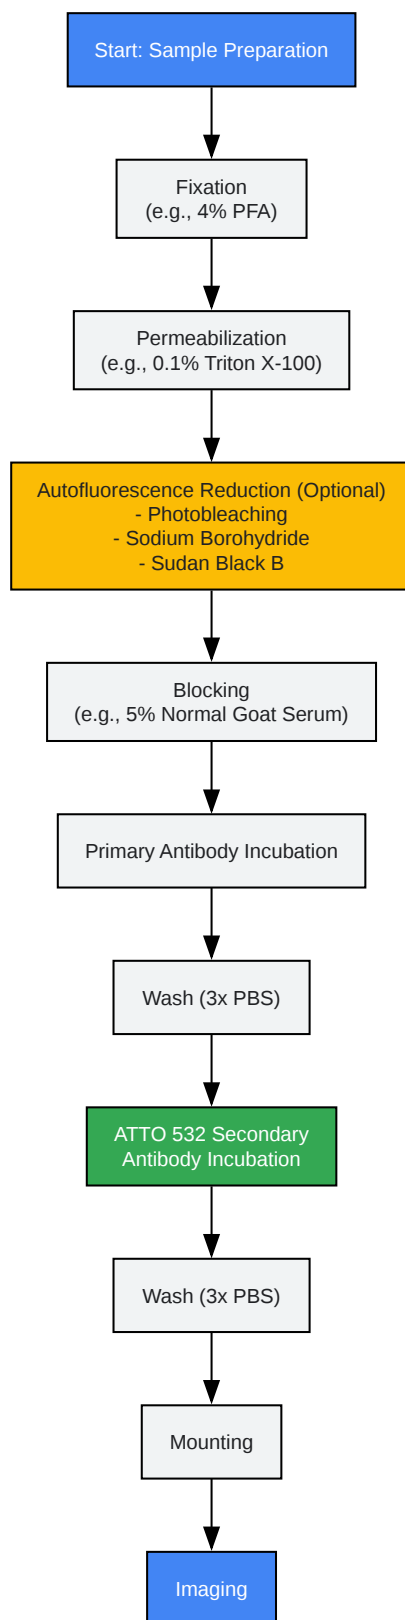 Start: Sample Preparation
Fixation
(e.g., 4% PFA)
Permeabilization
(e.g., 0.1% Triton X-100)
Autofluorescence Reduction (Optional)
- Photobleaching
- Sodium Borohydride
- Sudan Black B
Blocking
(e.g., 5% Normal Goat Serum)
Primary Antibody Incubation
Wash (3x PBS)
ATTO 532 Secondary
Antibody Incubation
Wash (3x PBS)
Mounting
Imaging